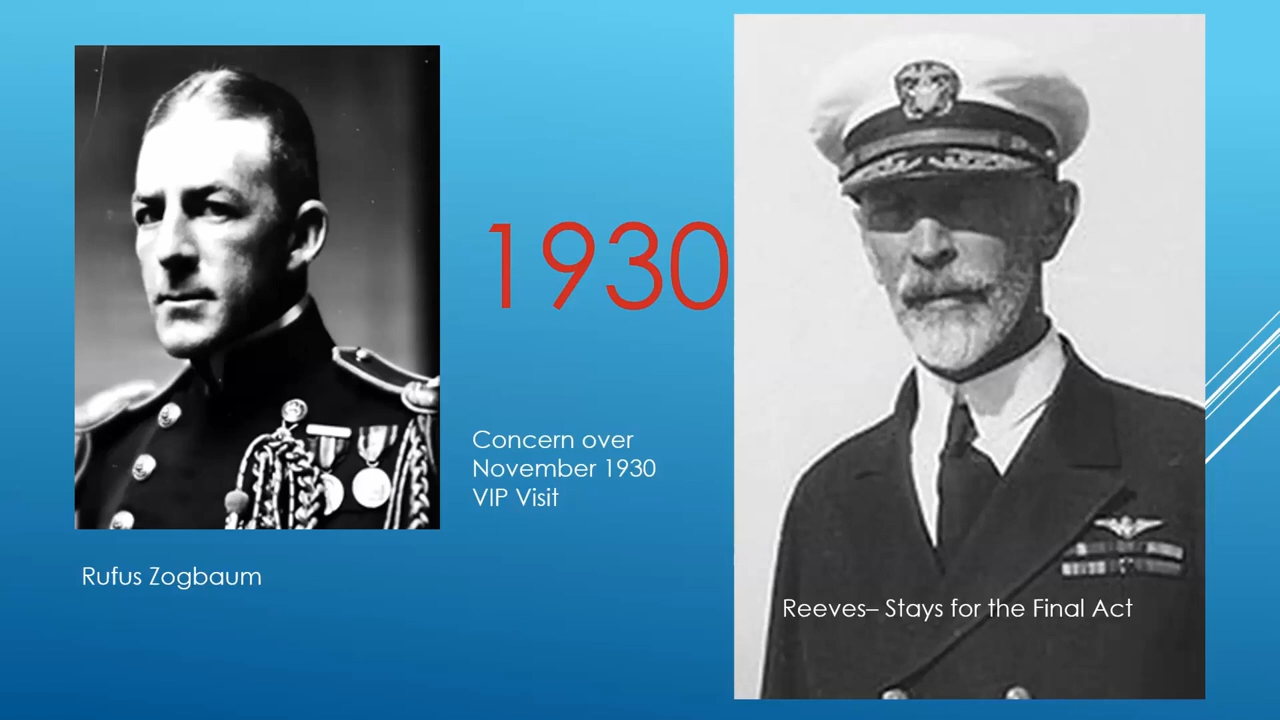 1930
Concern over
November 1930
VIP Visit
Rufus Zogbaum
Reeves– Stays for the Final Act